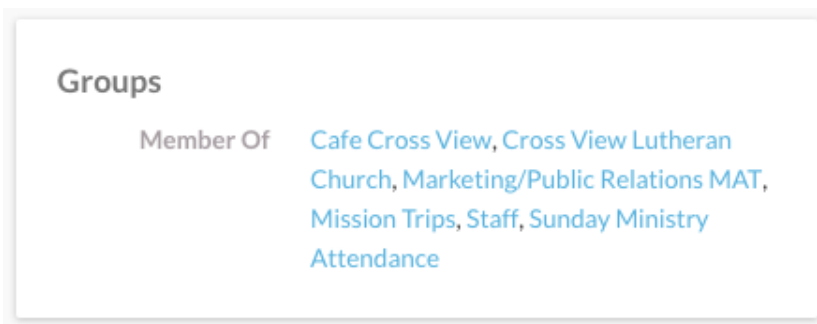 Groups
Member Of Cafe Cross View, Cross View Lutheran
Church, Marketing/Public Relations MAT,
Mission Trips, Staff, Sunday Ministry
Attendance